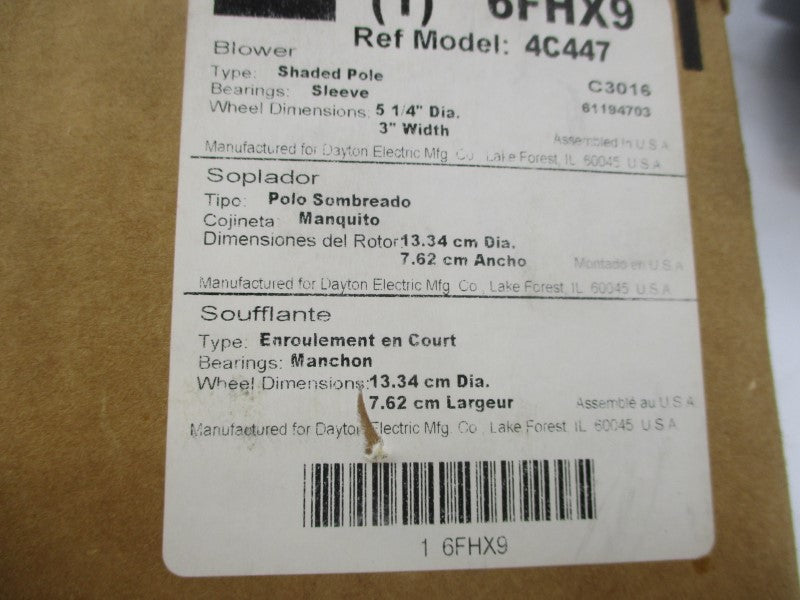 (1) 6FHX9
Ref Model: 4C447
Blower
Type: Shaded Pole
Bearings: Sleeve
C3016
Wheel Dimensions: 5 1/4" Dia.
61194703
3" Width
Assembled in U.S.A
Manufactured for Dayton Electric Mfg. Co., Lake Forest, IL 60045 U.S.A.
Soplador
Tipo: Polo Sombreado
Cojineta: Manquito
Dimensiones del Rotor: 13.34 cm Dia.
7.62 cm Ancho
Montado en U.S.A
Manufactured for Dayton Electric Mfg. Co., Lake Forest, IL 60045 U.S.A.
Soufflante
Type: Enroulement en Court
Bearings: Manchon
Wheel Dimensions: 13.34 cm Dia.
7.62 cm Largeur
Assemblé au U.S.A
Manufactured for Dayton Electric Mfg. Co., Lake Forest, IL 60045 U.S.A.
1 6FHX9